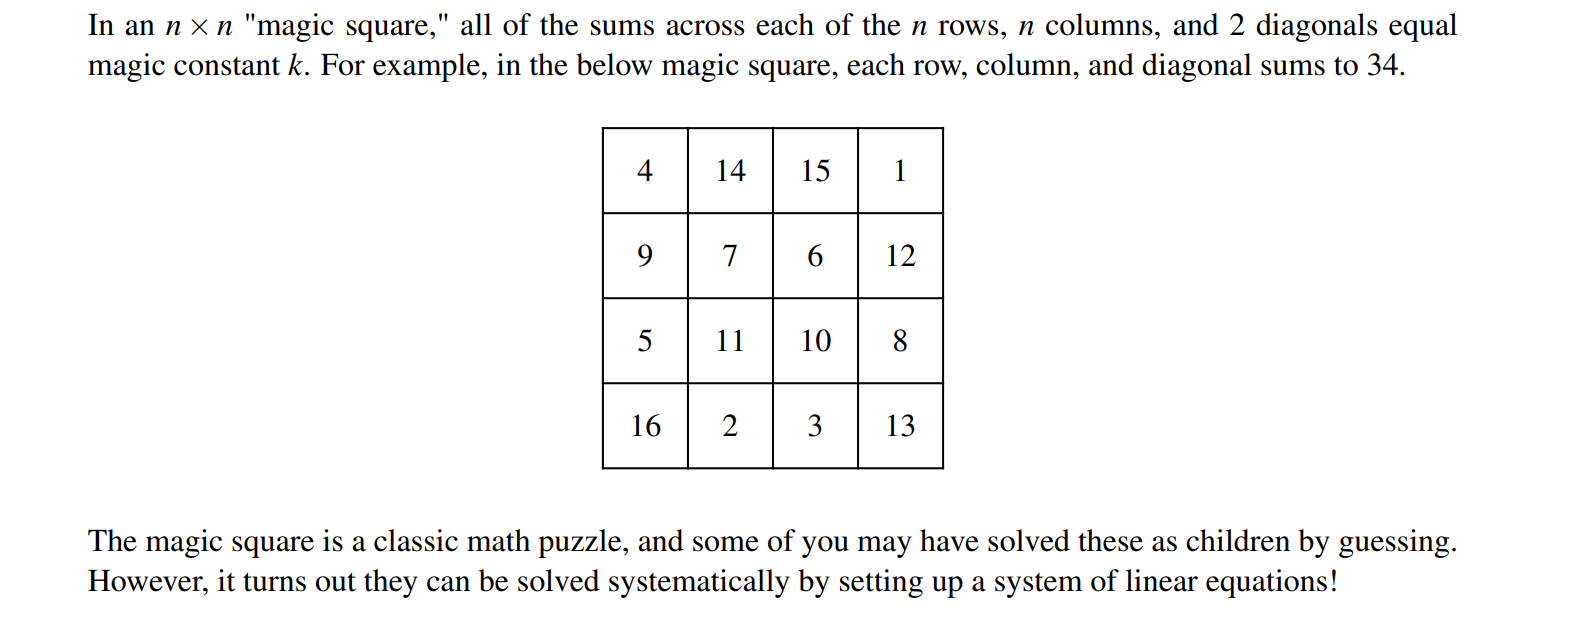 In an n × n "magic square," all of the sums across each of the n rows, n columns, and 2 diagonals equal
magic constant k. For example, in the below magic square, each row, column, and diagonal sums to 34.
4 14 15 1
9 7 6 12
5 11 10 8
16 2 3 13
The magic square is a classic math puzzle, and some of you may have solved these as children by guessing.
However, it turns out they can be solved systematically by setting up a system of linear equations!